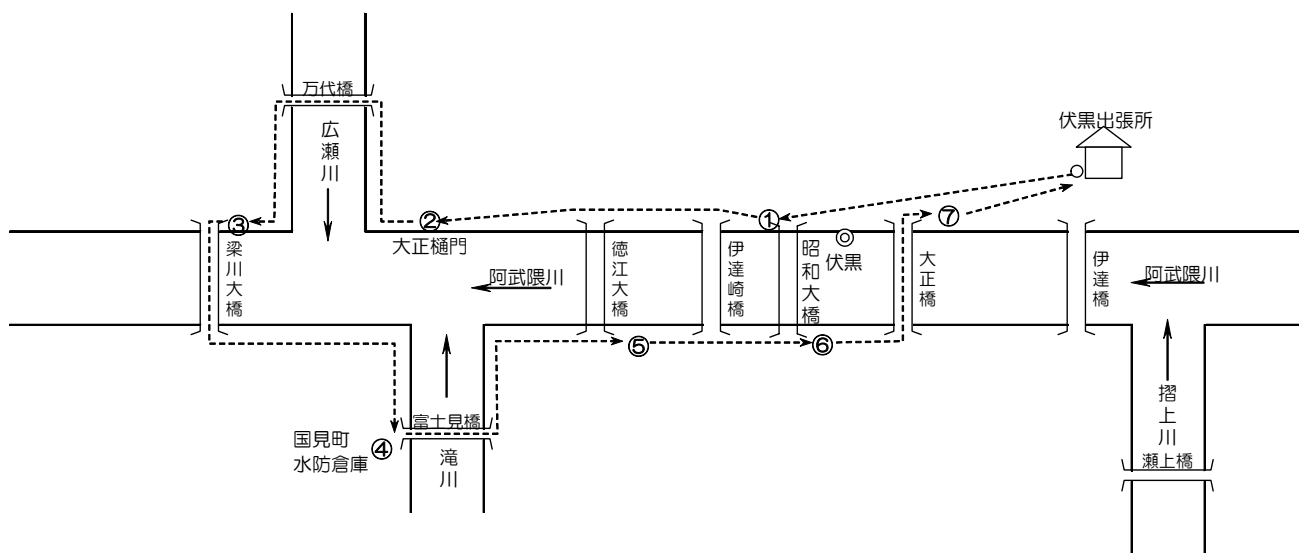 万代橋
広瀬川
伏黒出張所
①
②
③
⑦
大正樋門
梁川大橋
徳江大橋
伊達崎橋
昭和大橋
伏黒
大正橋
伊達橋
阿武隈川
阿武隈川
⑤
⑥
富士見橋
国見町
水防倉庫
④
滝川
摺上川
瀬上橋